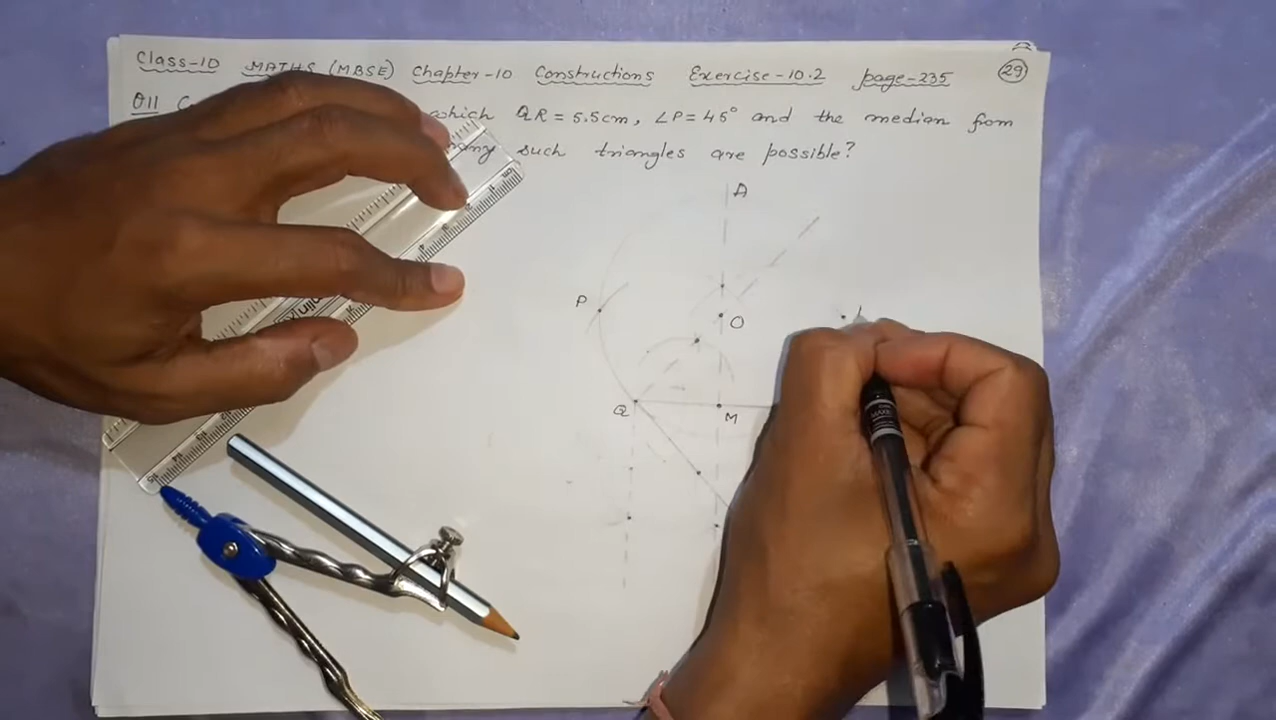 Class-10 MATHS (MBSE) Chapter-10 Constructions Exercise-10.2 page-235
29
Q11 which QR = 5.5cm, ∠P = 45° and the median from
many such triangles are possible?
A
P
O
Q
M